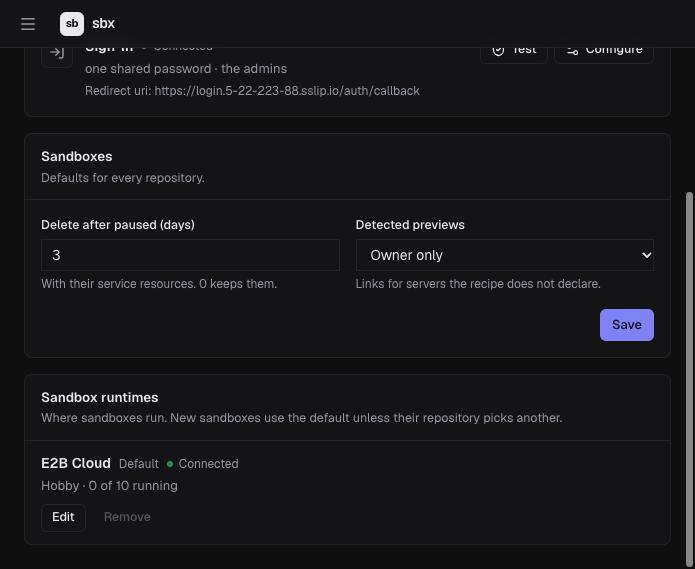 sb sbx
Sign-in Connected
Test Configure
one shared password · the admins
Redirect uri: https://login.5-22-223-88.sslip.io/auth/callback
Sandboxes
Defaults for every repository.
Delete after paused (days) Detected previews
3 Owner only
With their service resources. 0 keeps them. Links for servers the recipe does not declare.
Save
Sandbox runtimes
Where sandboxes run. New sandboxes use the default unless their repository picks another.
E2B Cloud Default Connected
Hobby · 0 of 10 running
Edit Remove